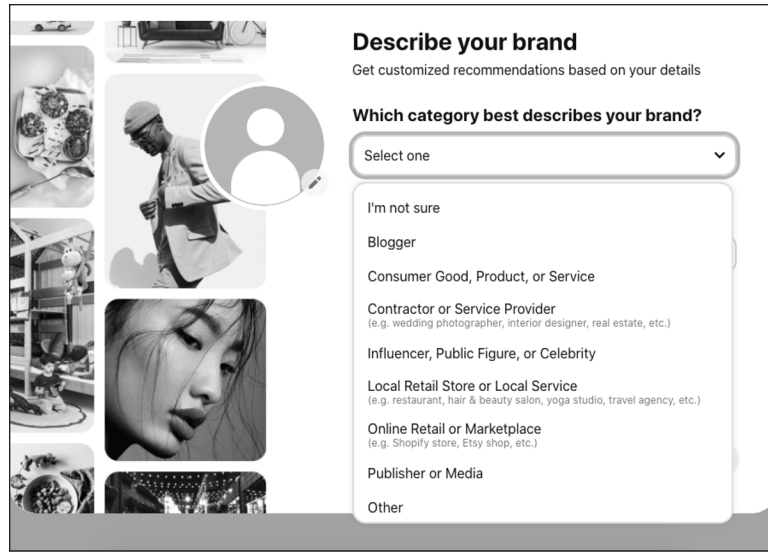 Describe your brand
Get customized recommendations based on your details
Which category best describes your brand?
Select one
I'm not sure
Blogger
Consumer Good, Product, or Service
Contractor or Service Provider
(e.g. wedding photographer, interior designer, real estate, etc.)
Influencer, Public Figure, or Celebrity
Local Retail Store or Local Service
(e.g. restaurant, hair & beauty salon, yoga studio, travel agency, etc.)
Online Retail or Marketplace
(e.g. Shopify store, Etsy shop, etc.)
Publisher or Media
Other